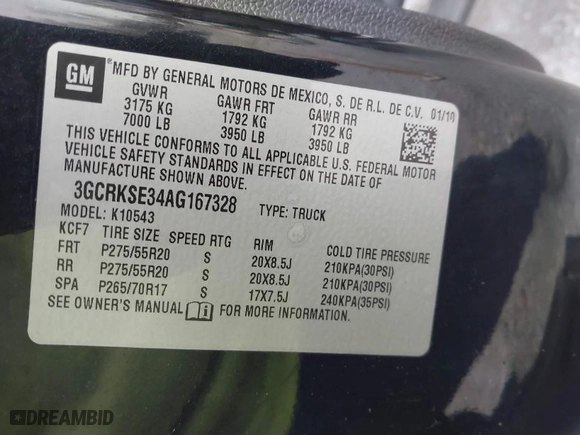 GM
MFD BY GENERAL MOTORS DE MEXICO, S. DE R.L. DE C.V. 01/10
GVWR GAWR FRT GAWR RR
3175 KG 1792 KG 1792 KG
7000 LB 3950 LB 3950 LB
THIS VEHICLE CONFORMS TO ALL APPLICABLE U.S. FEDERAL MOTOR
VEHICLE SAFETY STANDARDS IN EFFECT ON THE DATE OF
MANUFACTURE SHOWN ABOVE.
3GCRKSE34AG167328 TYPE: TRUCK
MODEL: K10543
KCF7 TIRE SIZE SPEED RTG RIM COLD TIRE PRESSURE
FRT P275/55R20 S 20X8.5J 210KPA(30PSI)
RR P275/55R20 S 20X8.5J 210KPA(30PSI)
SPA P265/70R17 S 17X7.5J 240KPA(35PSI)
SEE OWNER'S MANUAL FOR MORE INFORMATION.
DREAMBID